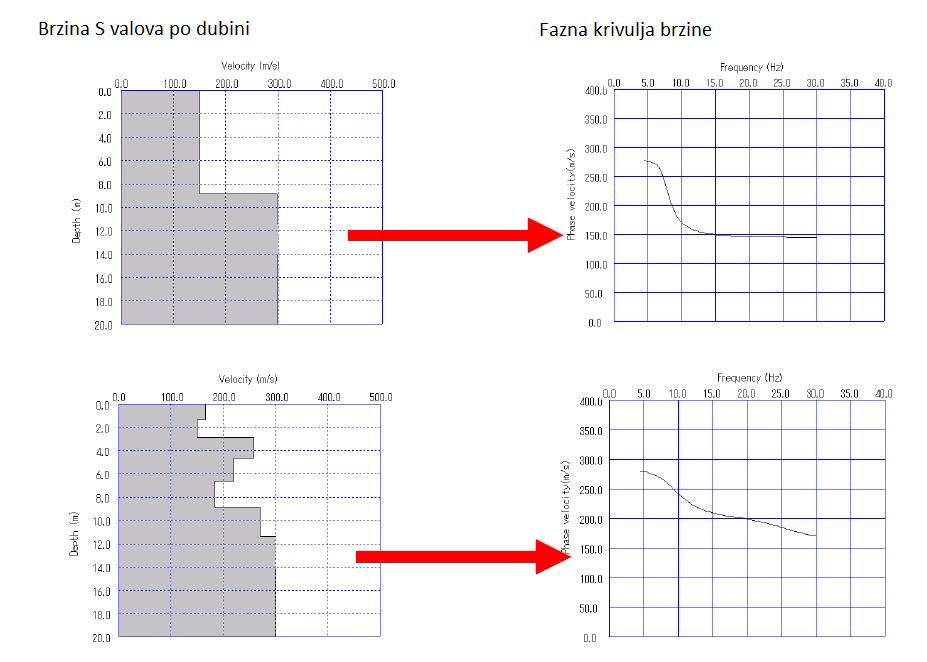 Brzina S valova po dubini
Fazna krivulja brzine
Velocity (m/s)
0.0 100.0 200.0 300.0 400.0 500.0
0.0
2.0
4.0
6.0
8.0
10.0
12.0
14.0
16.0
18.0
20.0
Depth (m)
Frequency (Hz)
0.0 5.0 10.0 15.0 20.0 25.0 30.0 35.0 40.0
400.0
350.0
300.0
250.0
200.0
150.0
100.0
50.0
0.0
Phase velocity(m/s)
Velocity (m/s)
0.0 100.0 200.0 300.0 400.0 500.0
0.0
2.0
4.0
6.0
8.0
10.0
12.0
14.0
16.0
18.0
20.0
Depth (m)
Frequency (Hz)
0.0 5.0 10.0 15.0 20.0 25.0 30.0 35.0 40.0
400.0
350.0
300.0
250.0
200.0
150.0
100.0
50.0
0.0
Phase velocity(m/s)